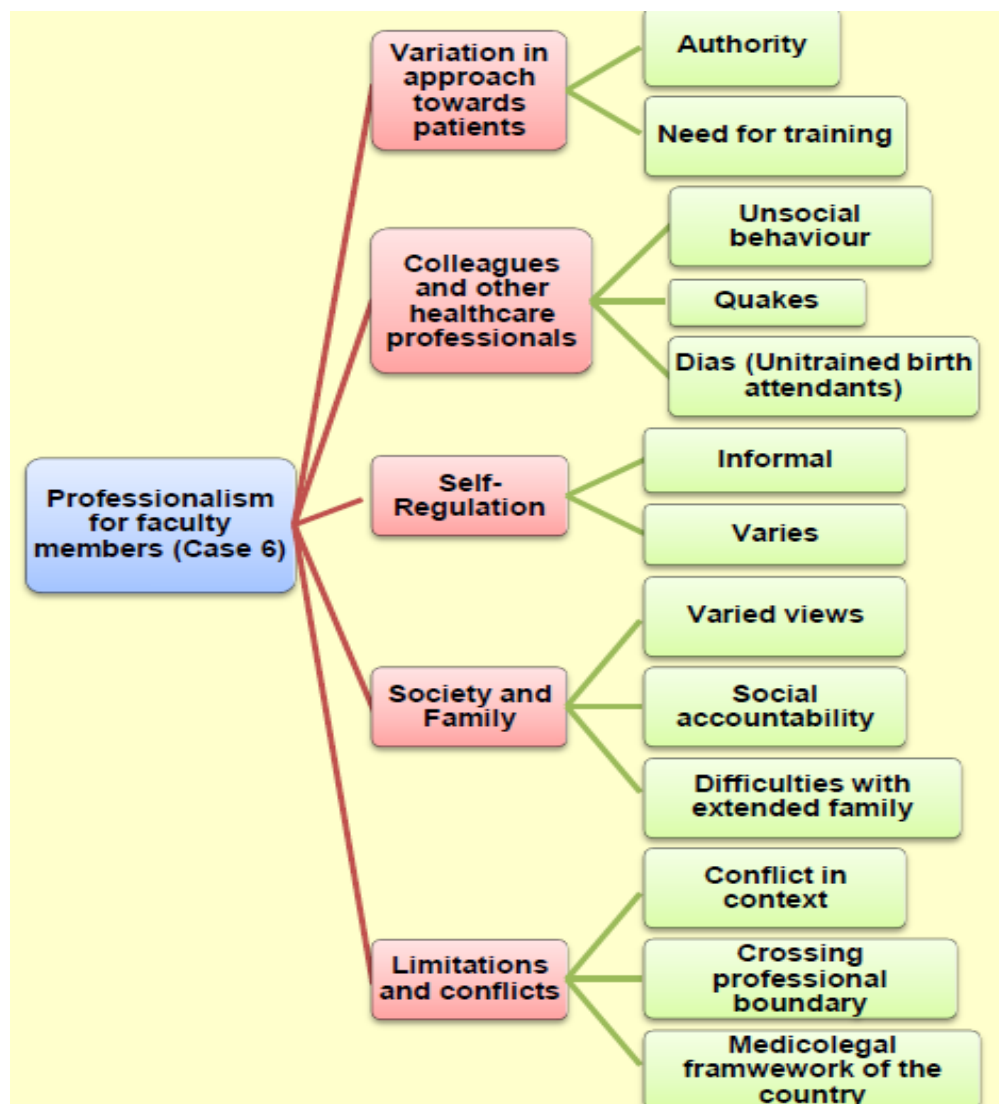 Professionalism
for faculty
members (Case 6)
Variation in
approach
towards
patients
Authority
Need for training
Colleagues
and other
healthcare
professionals
Unsocial
behaviour
Quakes
Dias (Unitrained birth
attendants)
Self-
Regulation
Informal
Varies
Society and
Family
Varied views
Social
accountability
Difficulties with
extended family
Limitations
and conflicts
Conflict in
context
Crossing
professional
boundary
Medicolegal
framwework of the
country